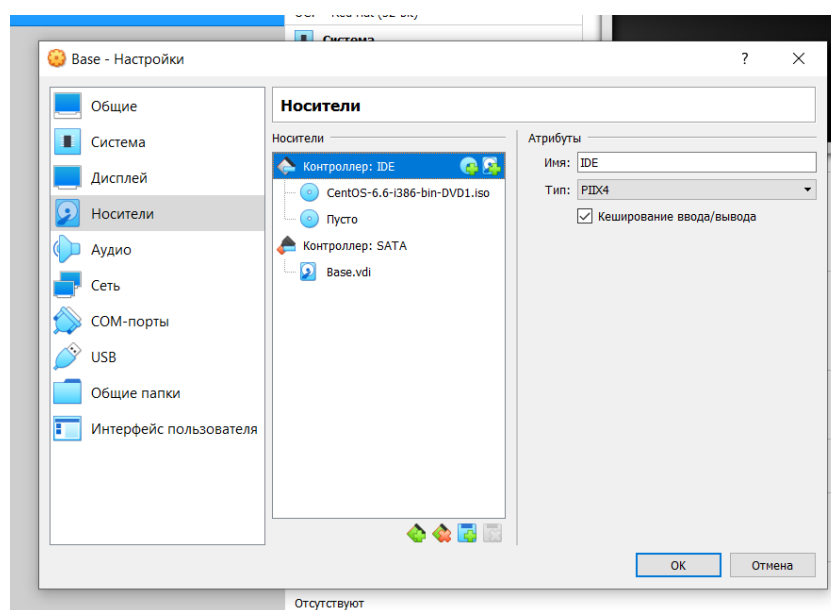 Система
Base - Настройки
?
Общие
Система
Дисплей
Носители
Аудио
Сеть
COM-порты
USB
Общие папки
Интерфейс пользователя
Носители
Носители
Контроллер: IDE
CentOS-6.6-i386-bin-DVD1.iso
Пусто
Контроллер: SATA
Base.vdi
Атрибуты
Имя: IDE
Тип: PIIX4
Кеширование ввода/вывода
OK Отмена
Отсутствуют